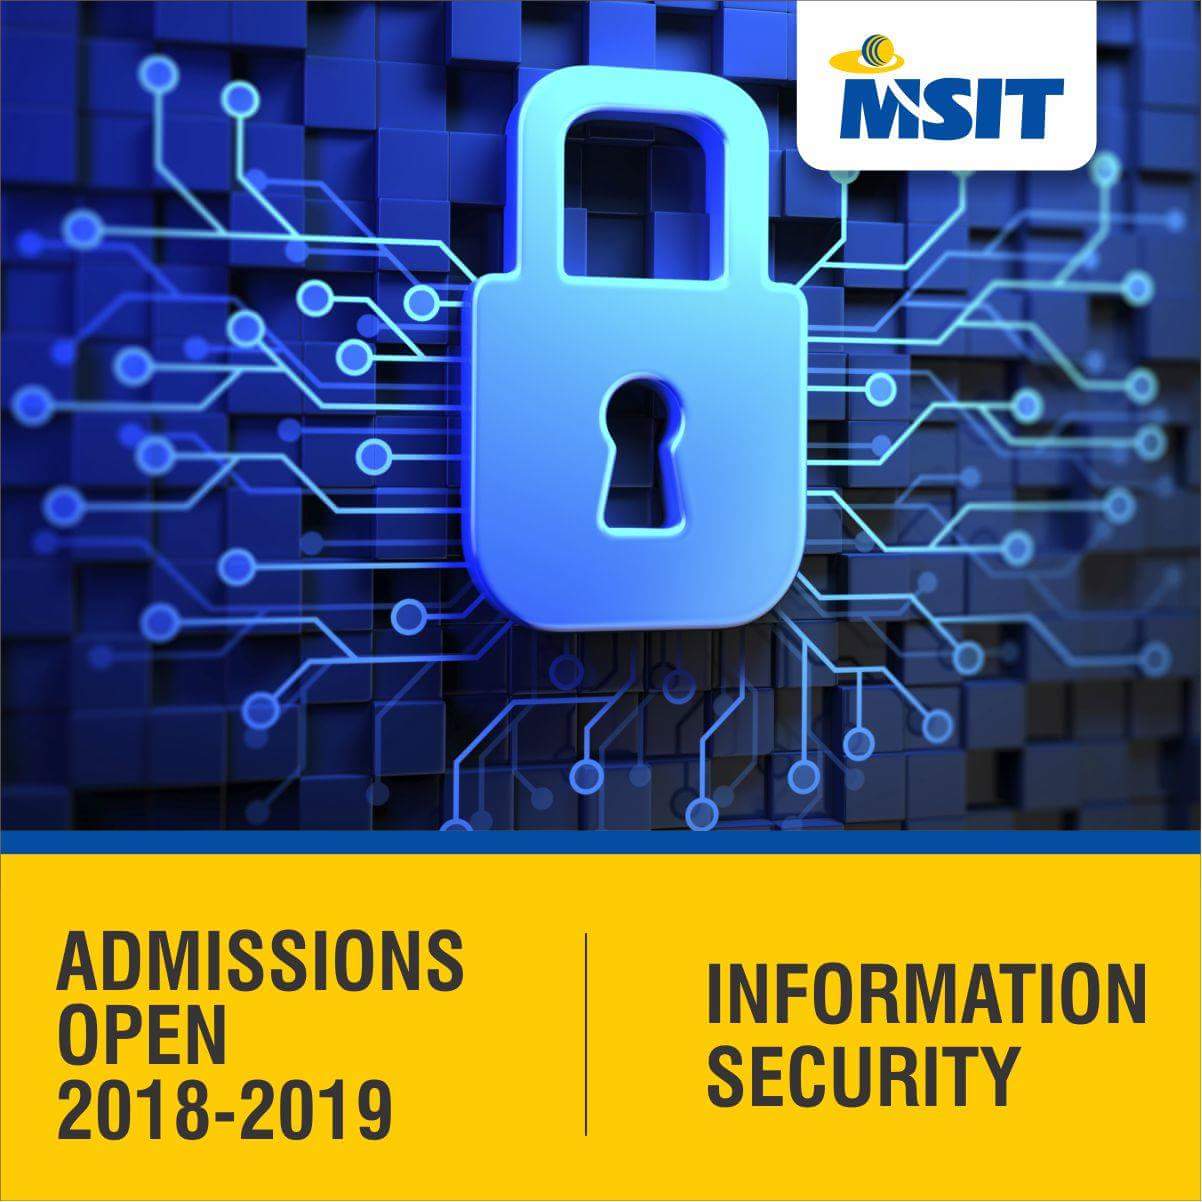 MSIT
ADMISSIONS
OPEN
2018-2019
INFORMATION
SECURITY